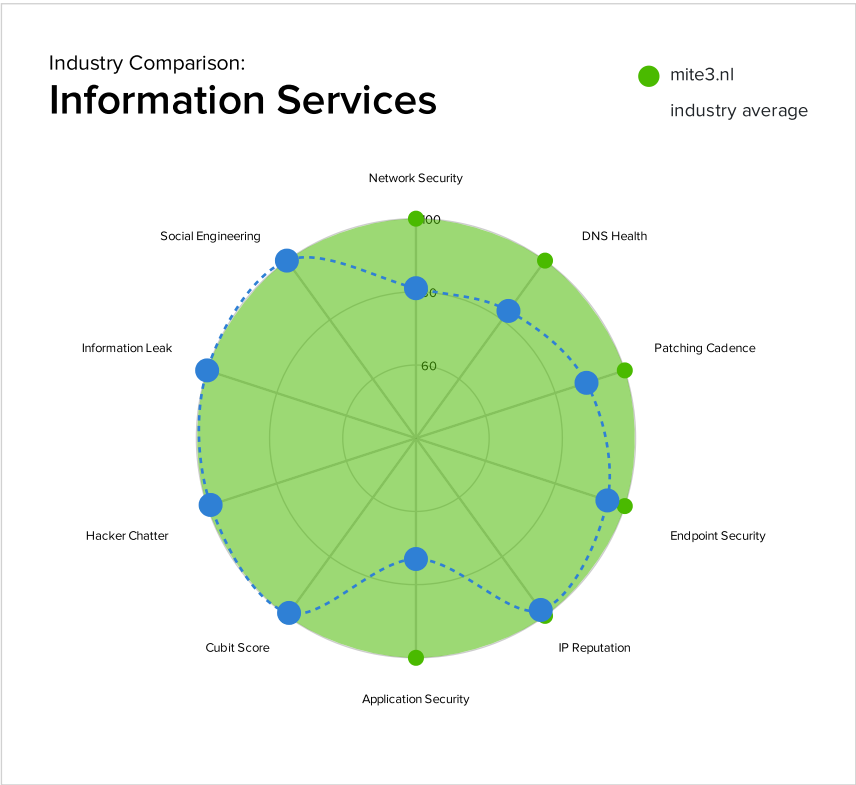 Industry Comparison:
Information Services
mite3.nl
industry average
Network Security
100
Social Engineering
DNS Health
80
Information Leak
Patching Cadence
60
Hacker Chatter
Endpoint Security
Cubit Score
IP Reputation
Application Security